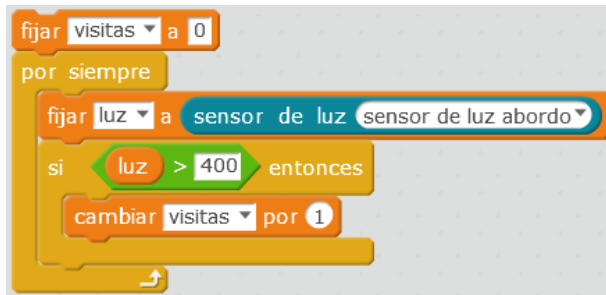 fijar visitas a 0
por siempre
fijar luz a sensor de luz sensor de luz abordo
si luz > 400 entonces
cambiar visitas por 1